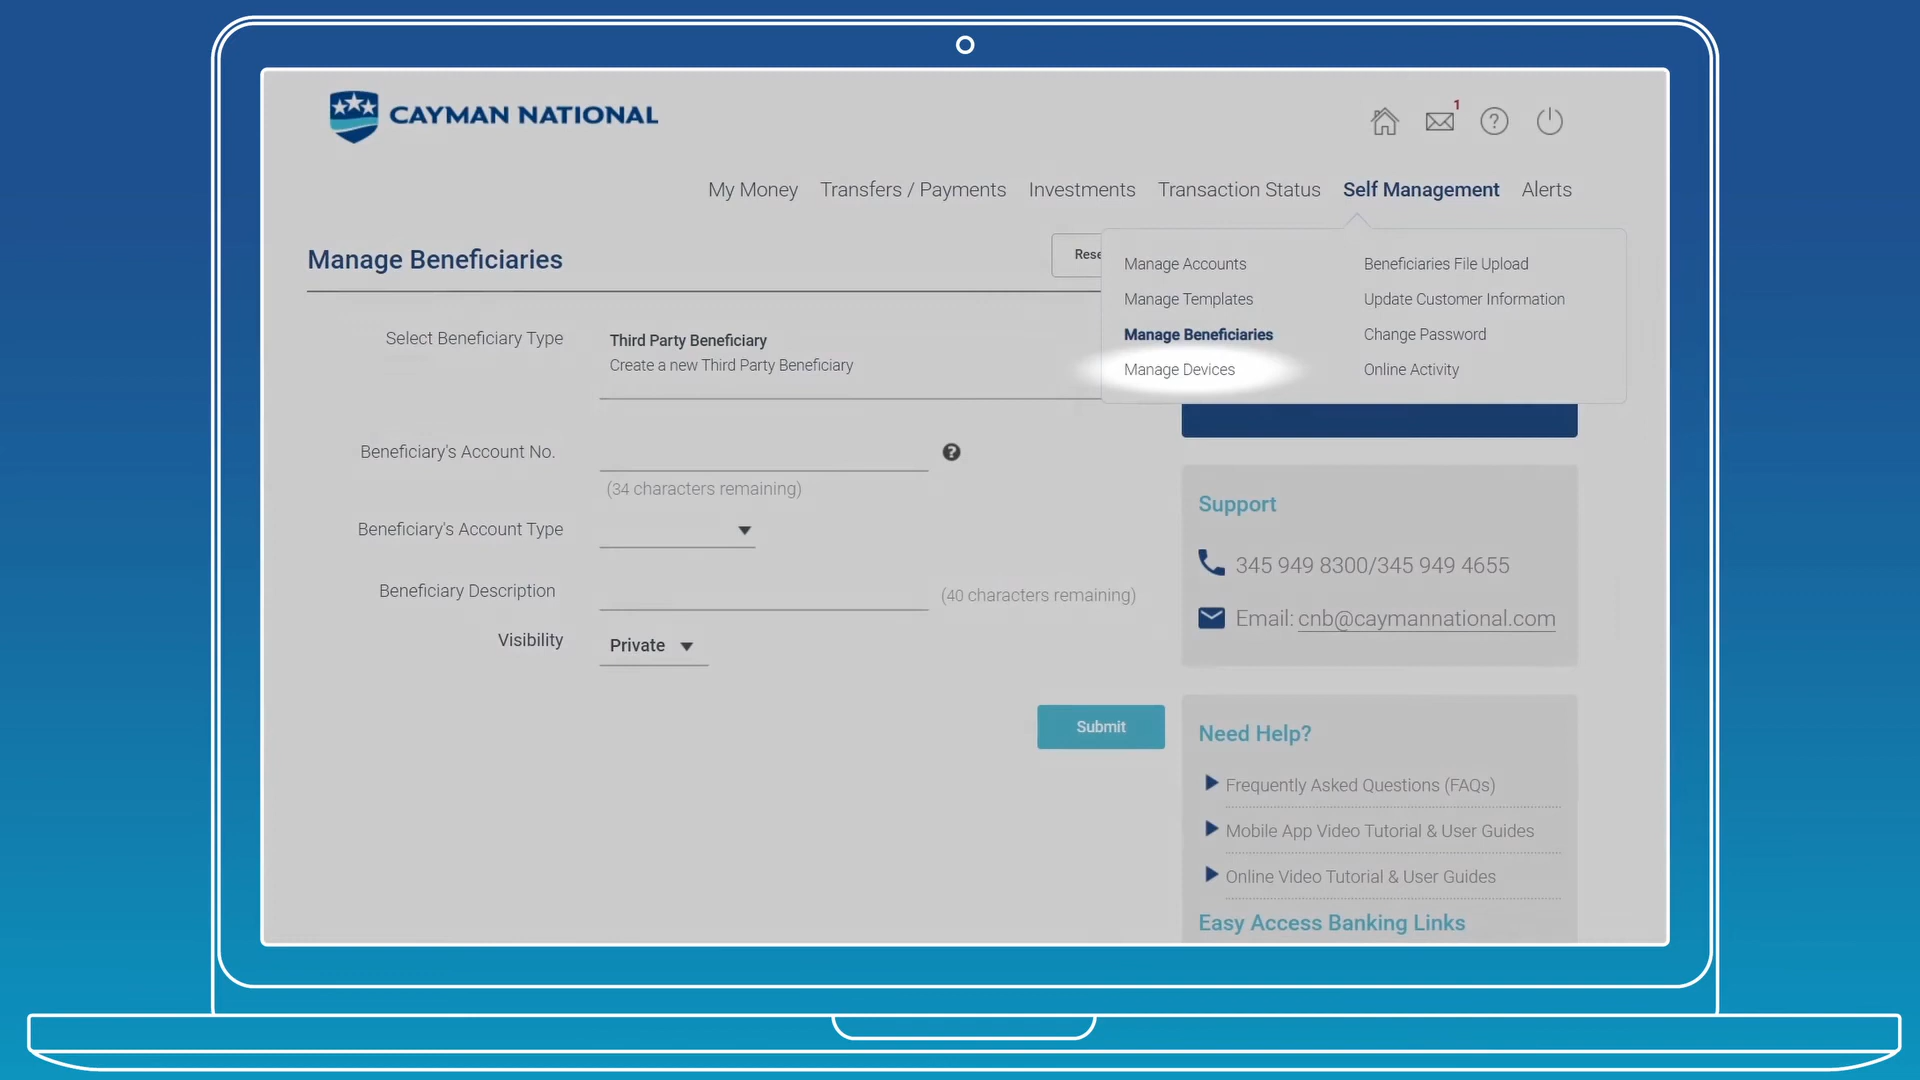 CAYMAN NATIONAL
1
My Money Transfers / Payments Investments Transaction Status Self Management Alerts
Manage Beneficiaries
Manage Accounts Beneficiaries File Upload
Manage Templates Update Customer Information
Manage Beneficiaries Change Password
Manage Devices Online Activity
Select Beneficiary Type
Third Party Beneficiary
Create a new Third Party Beneficiary
Beneficiary's Account No.
(34 characters remaining)
Beneficiary's Account Type
Beneficiary Description
(40 characters remaining)
Visibility
Private
Submit
Support
345 949 8300/345 949 4655
Email: cnb@caymannational.com
Need Help?
Frequently Asked Questions (FAQs)
Mobile App Video Tutorial & User Guides
Online Video Tutorial & User Guides
Easy Access Banking Links